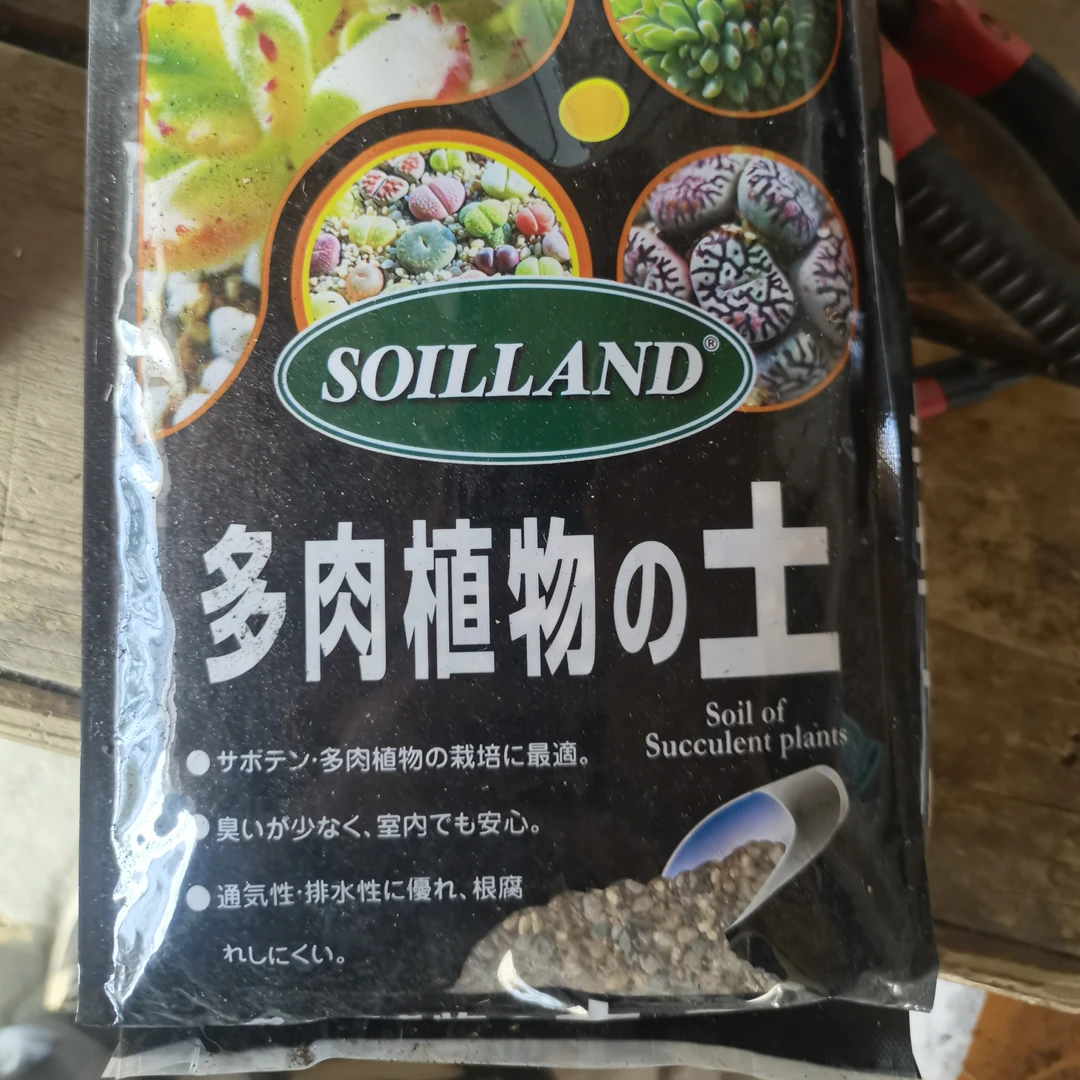 SOILLAND®
多肉植物の土
Soil of
Succulent plants
●サボテン·多肉植物の栽培に最適。
●臭いが少なく、室内でも安心。
●通気性·排水性に優れ、根腐
れしにくい。